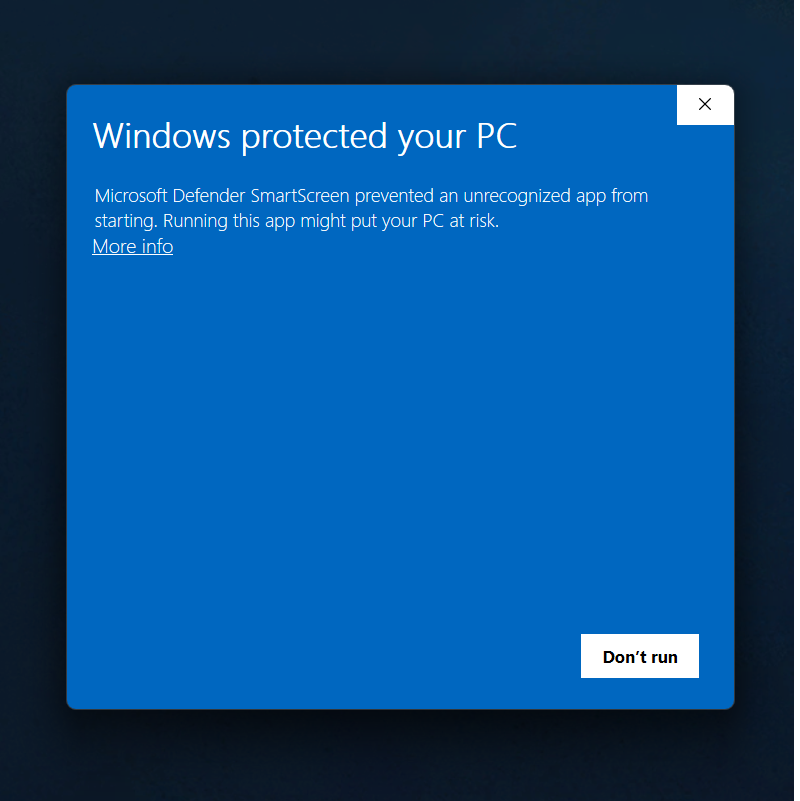 Windows protected your PC
Microsoft Defender SmartScreen prevented an unrecognized app from
starting. Running this app might put your PC at risk.
More info
Don't run